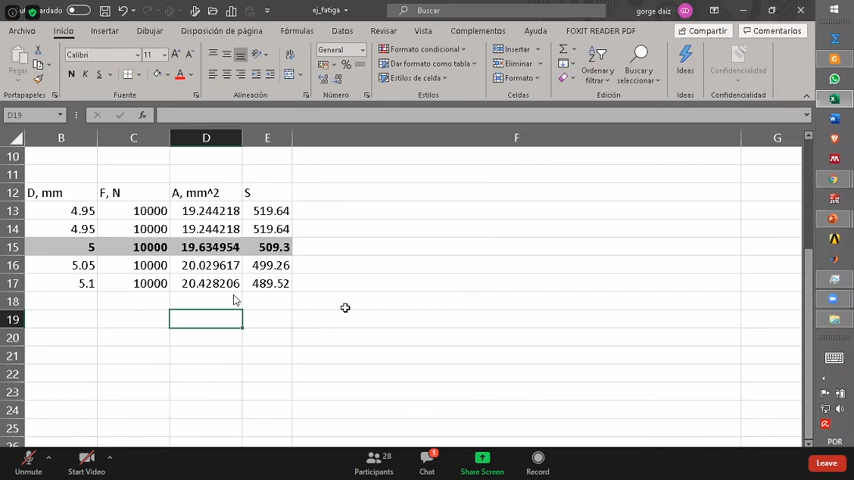 ej_fatiga
Buscar
gorge daiz
GD
Archivo
Inicio
Insertar
Dibujar
Disposición de página
Fórmulas
Datos
Revisar
Vista
Complementos
Ayuda
FOXIT READER PDF
Compartir
Comentarios
Pegar
Calibri
11
N K S
General
Formato condicional
Dar formato como tabla
Estilos de celda
Insertar
Eliminar
Formato
Ordenar y filtrar
Buscar y seleccionar
Ideas
Confidencialidad
Portapapeles
Fuente
Alineación
Número
Estilos
Celdas
Edición
Ideas
Confidencialidad
D19
fx
B C D E F G
10
11
12 D, mm F, N A, mm^2 S
13 4.95 10000 19.244218 519.64
14 4.95 10000 19.244218 519.64
15 5 10000 19.634954 509.3
16 5.05 10000 20.029617 499.26
17 5.1 10000 20.428206 489.52
18
19
20
21
22
23
24
25
26
POR
Unmute
Start Video
28
Participants
1
Chat
Share Screen
Record
Leave